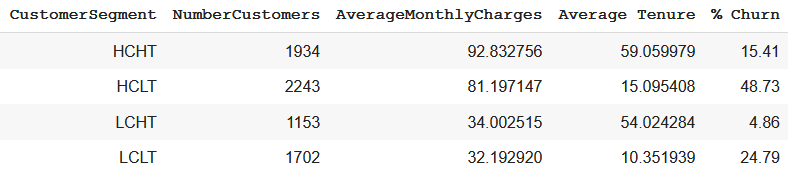 CustomerSegment NumberCustomers AverageMonthlyCharges Average Tenure % Churn
HCHT 1934 92.832756 59.059979 15.41
HCLT 2243 81.197147 15.095408 48.73
LCHT 1153 34.002515 54.024284 4.86
LCLT 1702 32.192920 10.351939 24.79